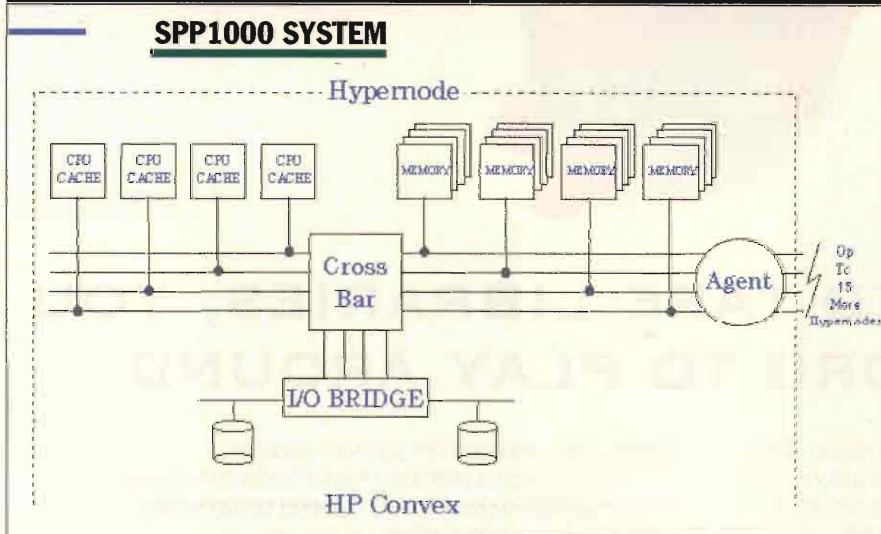 SPP1000 SYSTEM
Hypernode
CPU
CACHE
CPU
CACHE
CPU
CACHE
CPU
CACHE
MEMORY
MEMORY
MEMORY
MEMORY
Cross
Bar
Agent
Up
To
15
More
Hypernodes
I/O BRIDGE
HP Convex